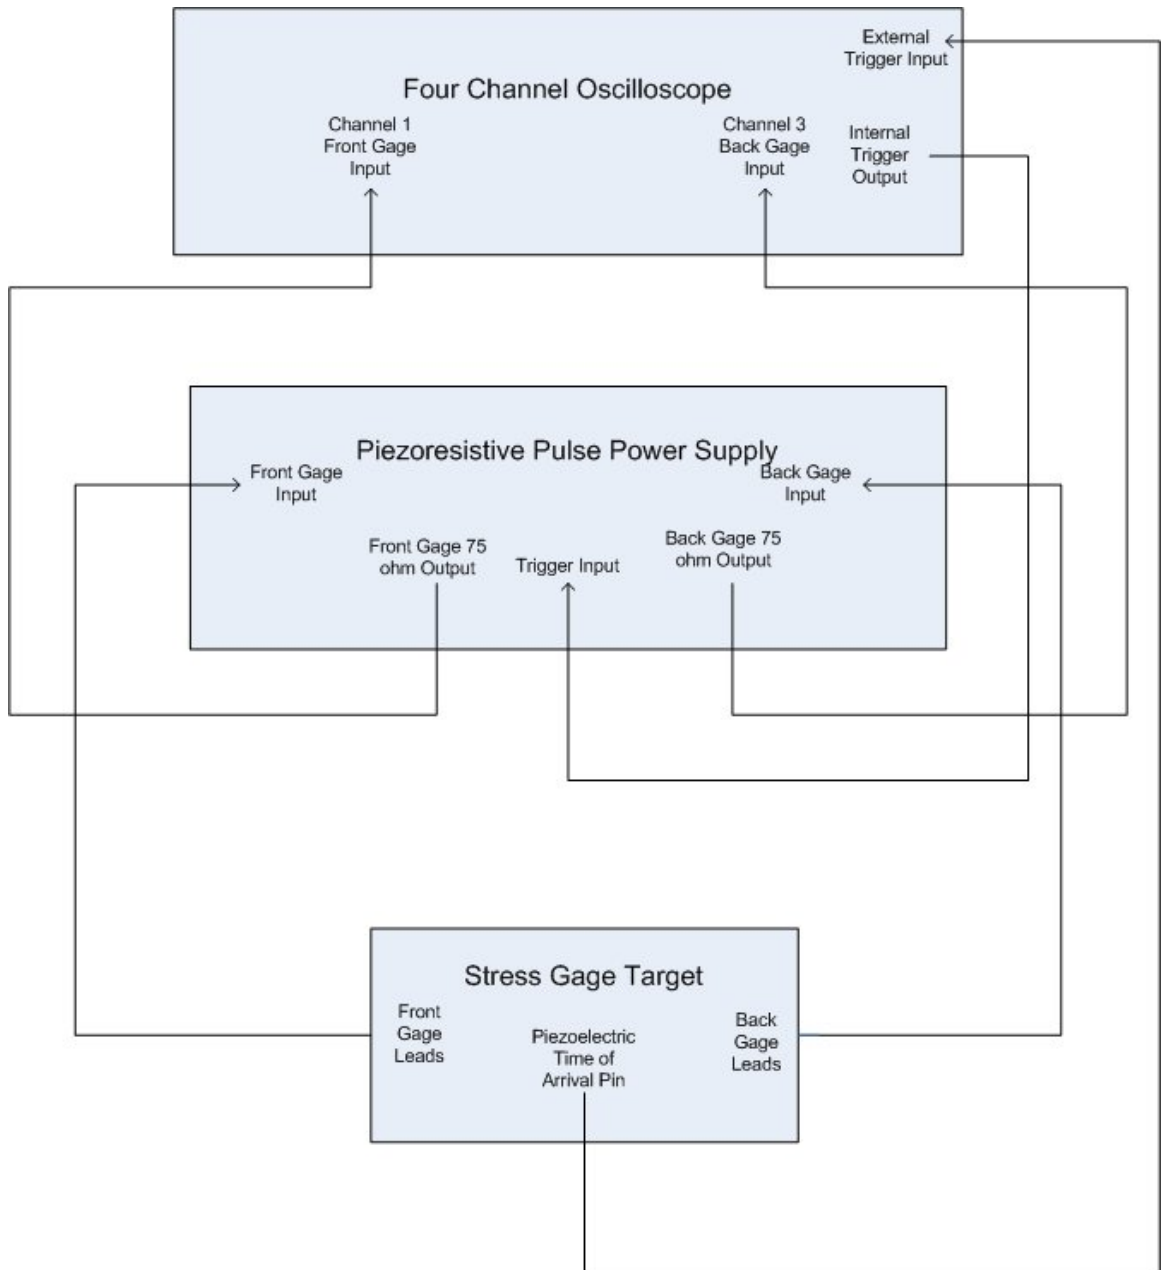 External
Trigger Input
Four Channel Oscilloscope
Channel 1
Front Gage
Input
Channel 3
Back Gage
Input
Internal
Trigger
Output
Piezoresistive Pulse Power Supply
Front Gage
Input
Back Gage
Input
Front Gage 75
ohm Output
Trigger Input
Back Gage 75
ohm Output
Stress Gage Target
Front
Gage
Leads
Piezoelectric
Time of
Arrival Pin
Back
Gage
Leads